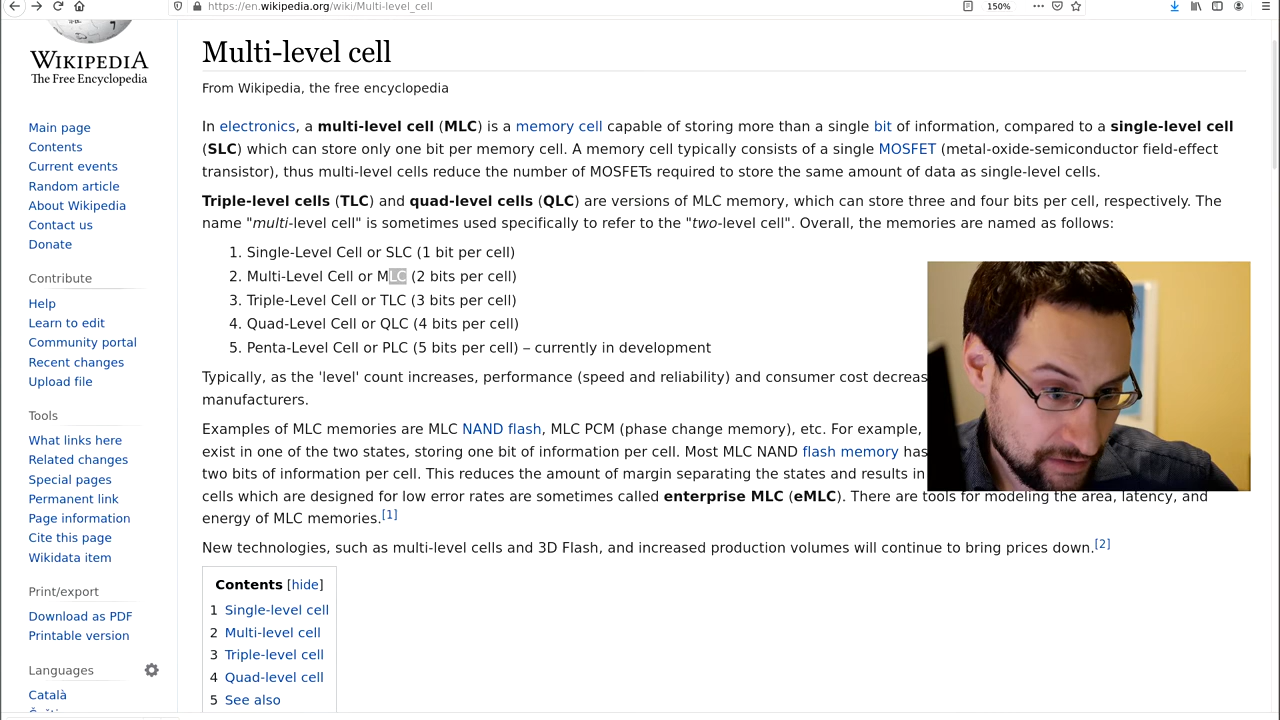 https://en.wikipedia.org/wiki/Multi-level_cell
150%
WIKIPEDIA
The Free Encyclopedia
Main page
Contents
Current events
Random article
About Wikipedia
Contact us
Donate
Contribute
Help
Learn to edit
Community portal
Recent changes
Upload file
Tools
What links here
Related changes
Special pages
Permanent link
Page information
Cite this page
Wikidata item
Print/export
Download as PDF
Printable version
Languages
Català
Multi-level cell
From Wikipedia, the free encyclopedia
In electronics, a multi-level cell (MLC) is a memory cell capable of storing more than a single bit of information, compared to a single-level cell
(SLC) which can store only one bit per memory cell. A memory cell typically consists of a single MOSFET (metal-oxide-semiconductor field-effect
transistor), thus multi-level cells reduce the number of MOSFETs required to store the same amount of data as single-level cells.
Triple-level cells (TLC) and quad-level cells (QLC) are versions of MLC memory, which can store three and four bits per cell, respectively. The
name "multi-level cell" is sometimes used specifically to refer to the "two-level cell". Overall, the memories are named as follows:
1. Single-Level Cell or SLC (1 bit per cell)
2. Multi-Level Cell or MLC (2 bits per cell)
3. Triple-Level Cell or TLC (3 bits per cell)
4. Quad-Level Cell or QLC (4 bits per cell)
5. Penta-Level Cell or PLC (5 bits per cell) – currently in development
Typically, as the 'level' count increases, performance (speed and reliability) and consumer cost decreas
manufacturers.
Examples of MLC memories are MLC NAND flash, MLC PCM (phase change memory), etc. For example,
exist in one of the two states, storing one bit of information per cell. Most MLC NAND flash memory has
two bits of information per cell. This reduces the amount of margin separating the states and results in
cells which are designed for low error rates are sometimes called enterprise MLC (eMLC). There are tools for modeling the area, latency, and
energy of MLC memories.[1]
New technologies, such as multi-level cells and 3D Flash, and increased production volumes will continue to bring prices down.[2]
Contents [hide]
1 Single-level cell
2 Multi-level cell
3 Triple-level cell
4 Quad-level cell
5 See also